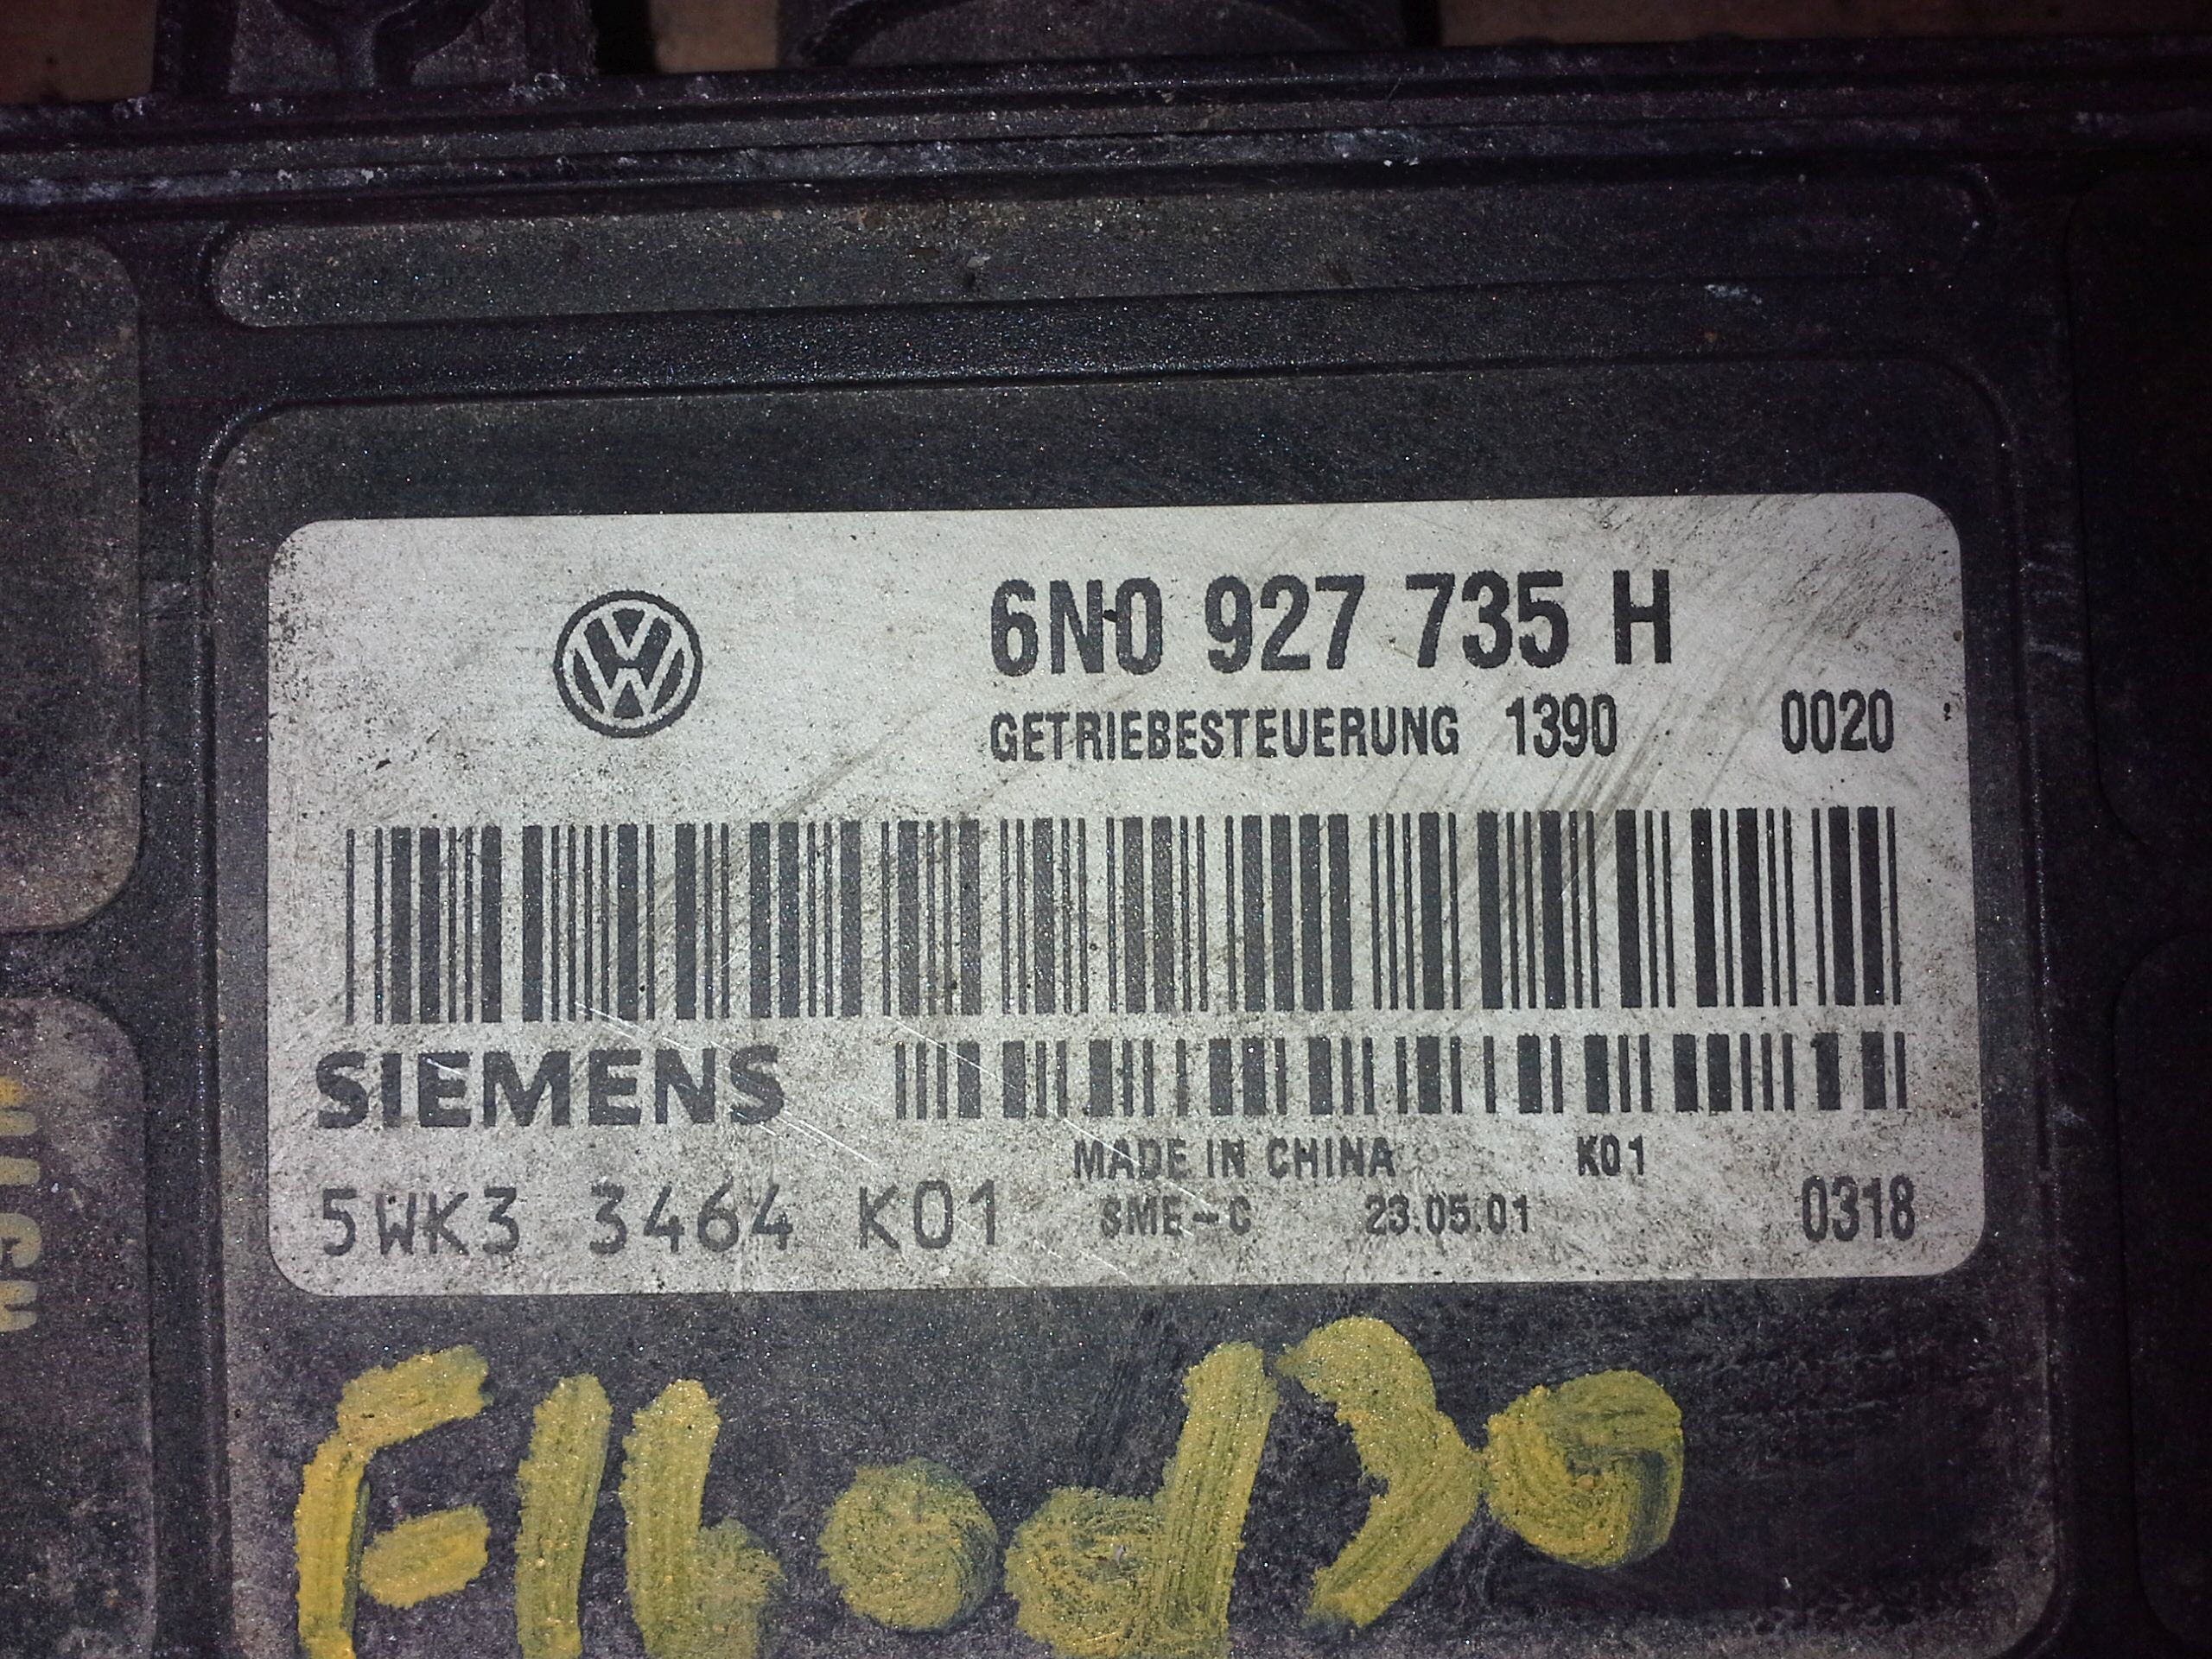 6N0 927 735 H
GETRIEBESTEUERUNG 1390 0020
SIEMENS
MADE IN CHINA K01
5WK3 3464 K01 SME-C 23.05.01 0318